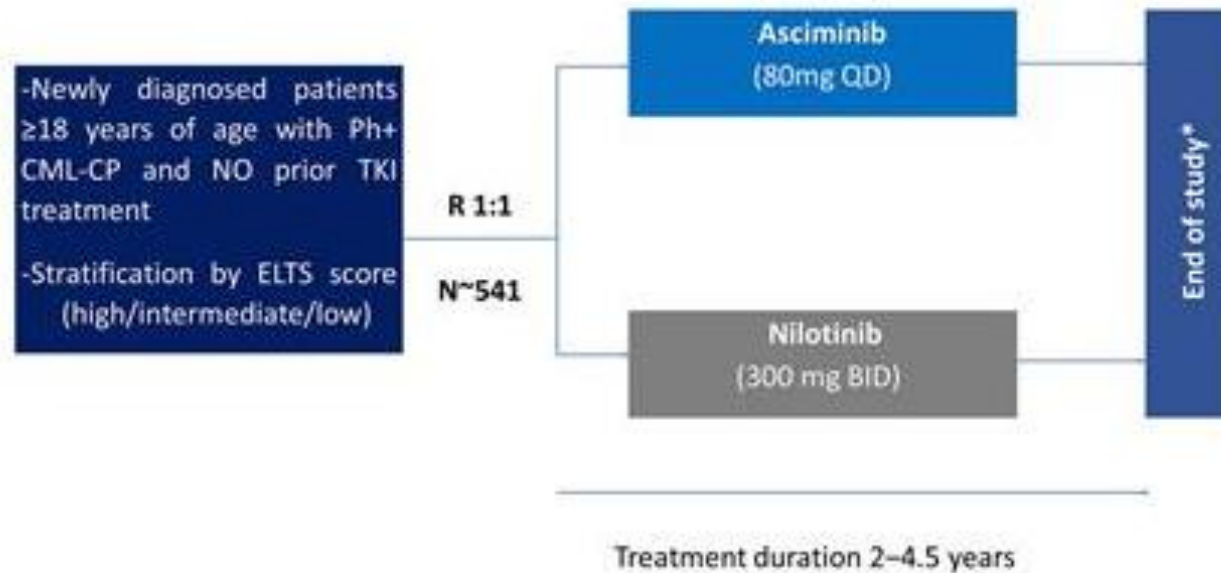 -Newly diagnosed patients
≥18 years of age with Ph+
CML-CP and NO prior TKI
treatment
-Stratification by ELTS score
(high/intermediate/low)
R 1:1
N~541
Asciminib
(80mg QD)
Nilotinib
(300 mg BID)
End of study*
Treatment duration 2–4.5 years